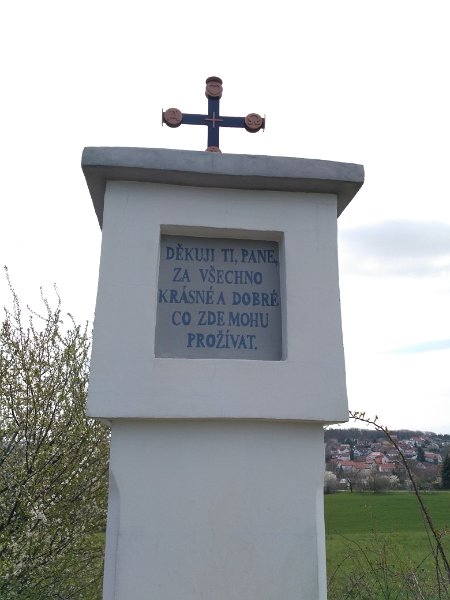 DĚKUJI TI, PANE,
ZA VŠECHNO
KRÁSNÉ A DOBRÉ
CO ZDE MOHU
PROŽÍVAT.